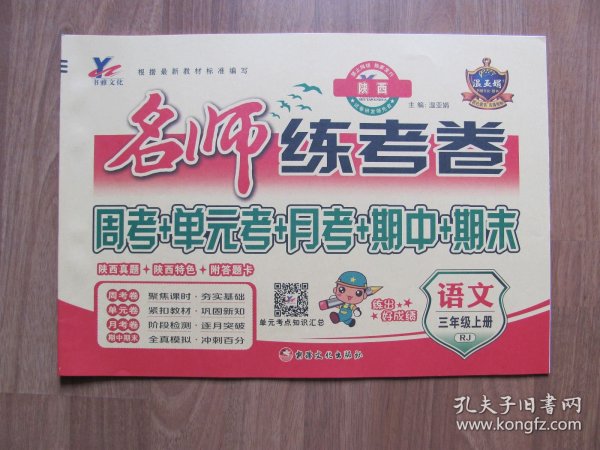 书雅文化
根据最新教材标准编写
陕西
主编：温亚娟
温亚娟
名师练考卷
周考+单元考+月考+期中+期末
陕西真题 陕西特色 附答题卡
周考卷 聚焦课时·夯实基础
单元卷 紧扣教材·巩固新知
月考卷 阶段检测·逐月突破
期中期末 全真模拟·冲刺百分
单元考点知识汇总
练出
好成绩
语文
三年级上册
RJ
孔夫子旧书网
www.kongfz.com